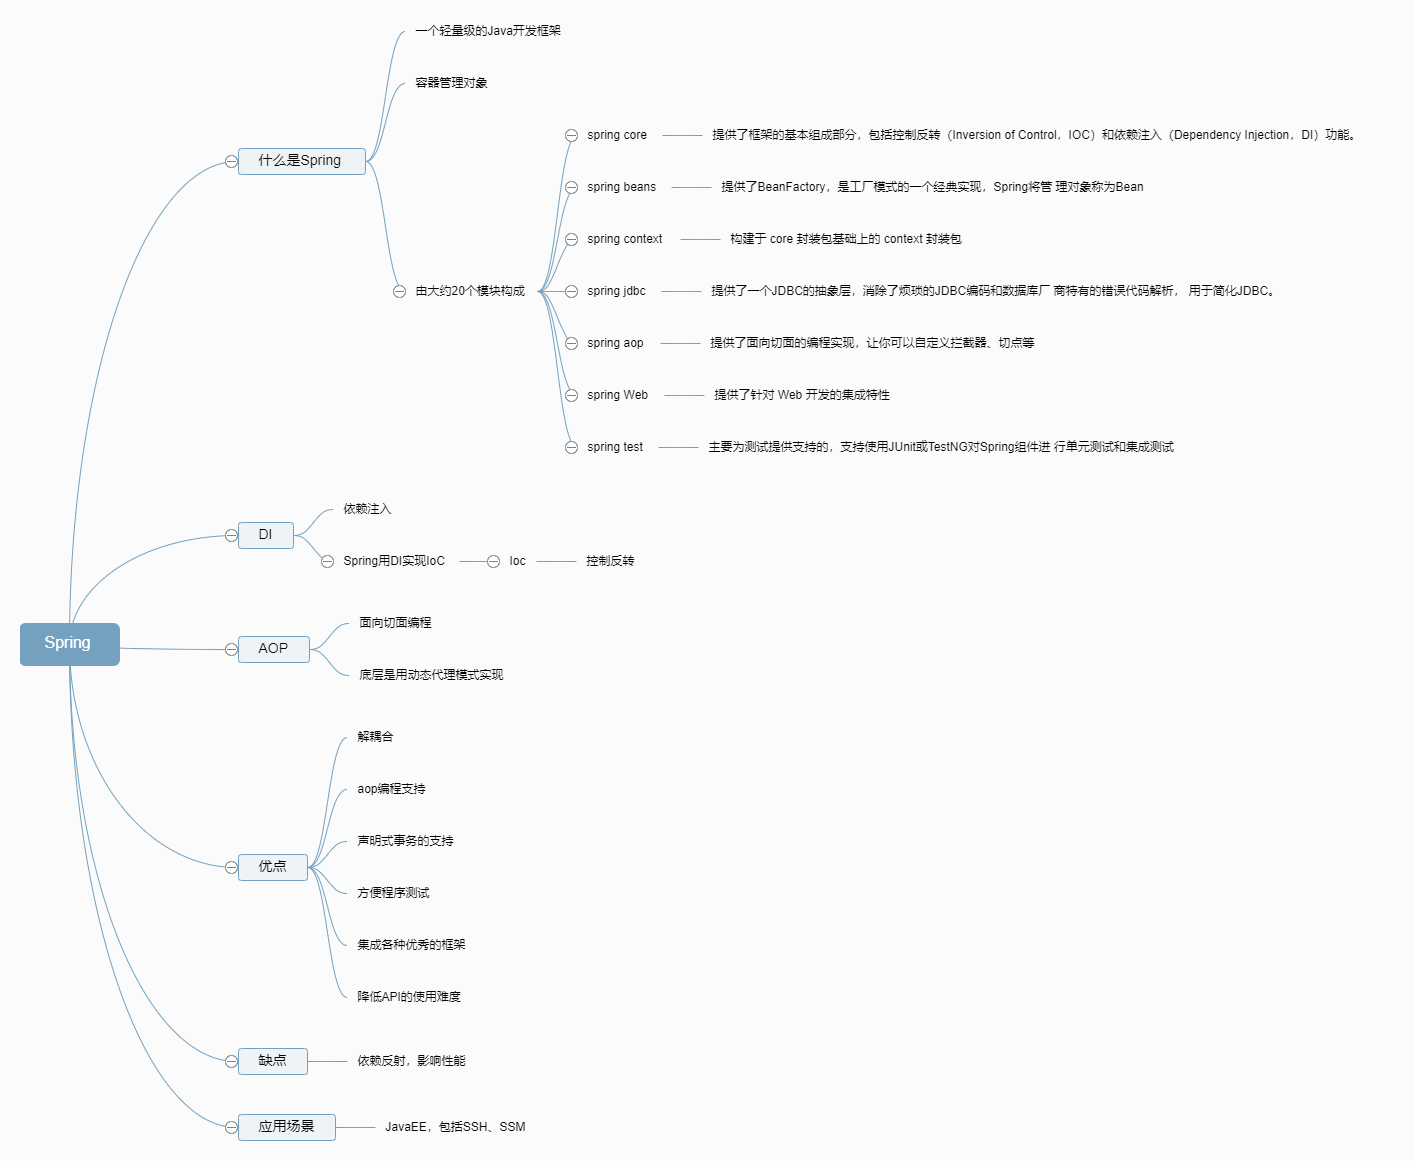 一个轻量级的Java开发框架
容器管理对象
spring core
提供了框架的基本组成部分，包括控制反转（Inversion of Control，IOC）和依赖注入（Dependency Injection，DI）功能。
什么是Spring
spring beans
提供了BeanFactory，是工厂模式的一个经典实现，Spring将管 理对象称为Bean
spring context
构建于 core 封装包基础上的 context 封装包
由大约20个模块构成
spring jdbc
提供了一个JDBC的抽象层，消除了烦琐的JDBC编码和数据库厂 商特有的错误代码解析， 用于简化JDBC。
spring aop
提供了面向切面的编程实现，让你可以自定义拦截器、切点等
spring Web
提供了针对 Web 开发的集成特性
spring test
主要为测试提供支持的，支持使用JUnit或TestNG对Spring组件进 行单元测试和集成测试
依赖注入
DI
Spring用DI实现IoC
Ioc
控制反转
面向切面编程
Spring
AOP
底层是用动态代理模式实现
解耦合
aop编程支持
声明式事务的支持
优点
方便程序测试
集成各种优秀的框架
降低API的使用难度
缺点
依赖反射，影响性能
应用场景
JavaEE，包括SSH、SSM